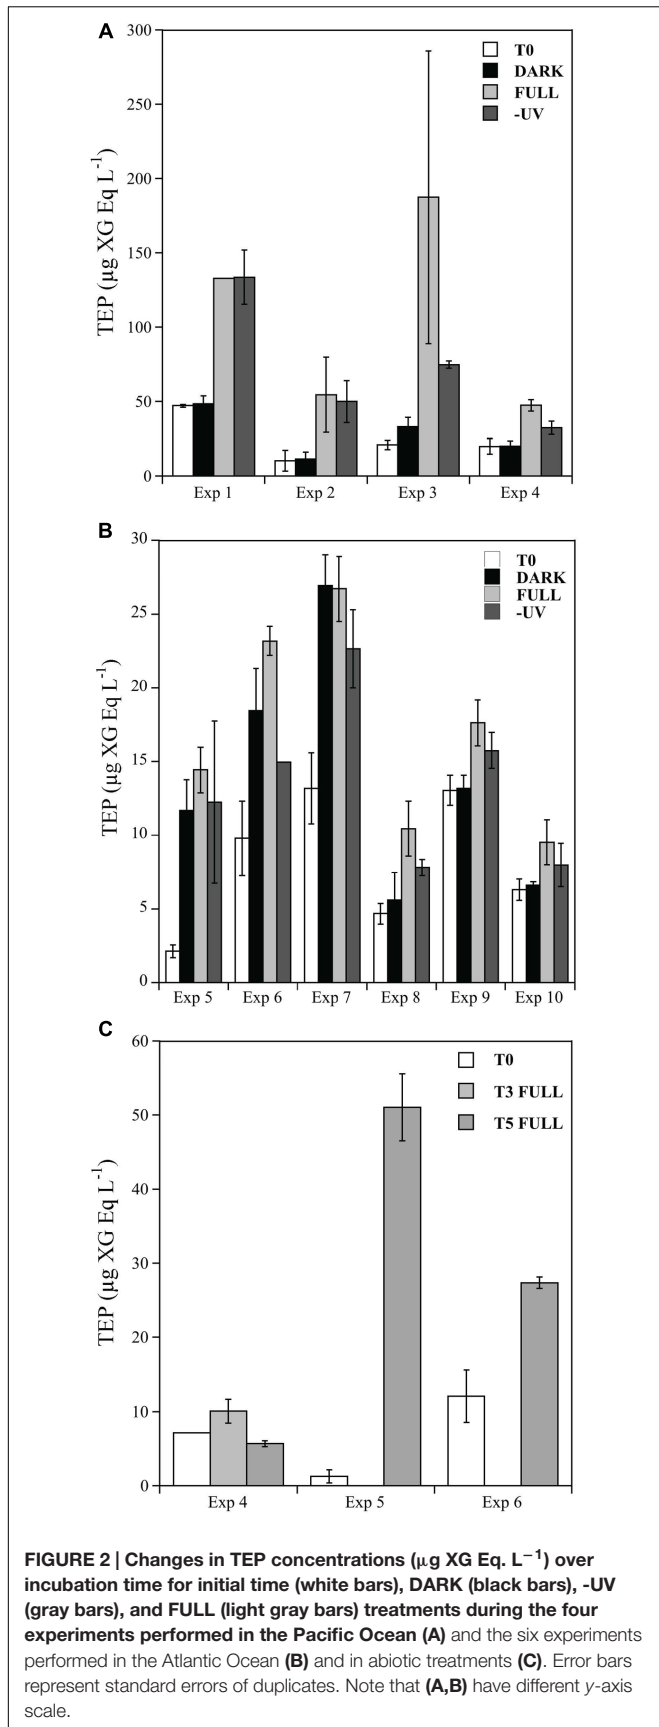 A
300
250
200
150
100
50
0
TEP (µg XG Eq L⁻¹)
T0
DARK
FULL
-UV
Exp 1 Exp 2 Exp 3 Exp 4
B
30
25
20
15
10
5
0
TEP (µg XG Eq L⁻¹)
T0
DARK
FULL
-UV
Exp 5 Exp 6 Exp 7 Exp 8 Exp 9 Exp 10
C
60
50
40
30
20
10
0
TEP (µg XG Eq L⁻¹)
T0
T3 FULL
T5 FULL
Exp 4 Exp 5 Exp 6
FIGURE 2 | Changes in TEP concentrations (µg XG Eq. L⁻¹) over
incubation time for initial time (white bars), DARK (black bars), -UV
(gray bars), and FULL (light gray bars) treatments during the four
experiments performed in the Pacific Ocean (A) and the six experiments
performed in the Atlantic Ocean (B) and in abiotic treatments (C). Error bars
represent standard errors of duplicates. Note that (A,B) have different y-axis
scale.